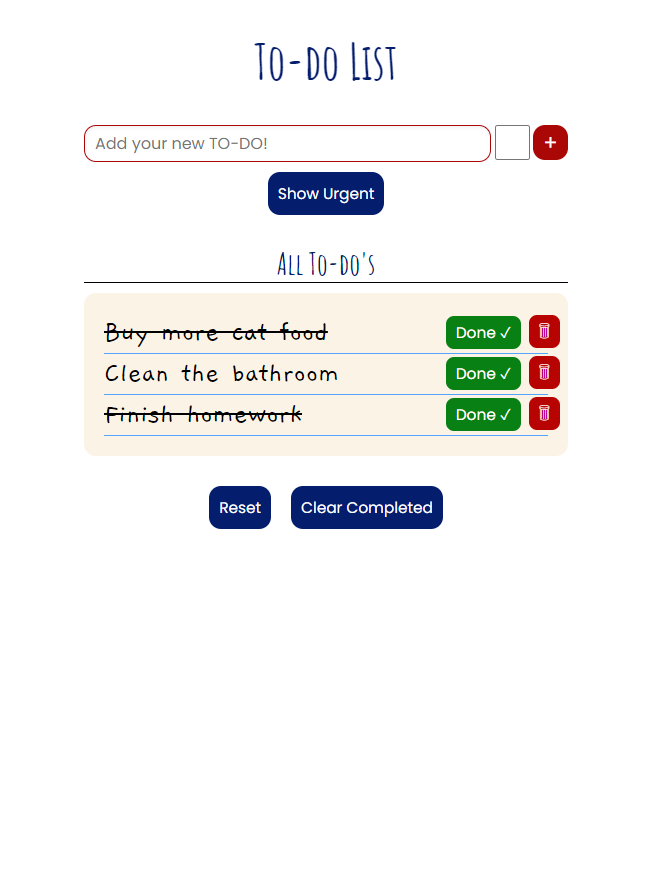 To-do List
Add your new TO-DO! +
Show Urgent
All To-do's
Buy more cat food Done ✓
Clean the bathroom Done ✓
Finish homework Done ✓
Reset Clear Completed